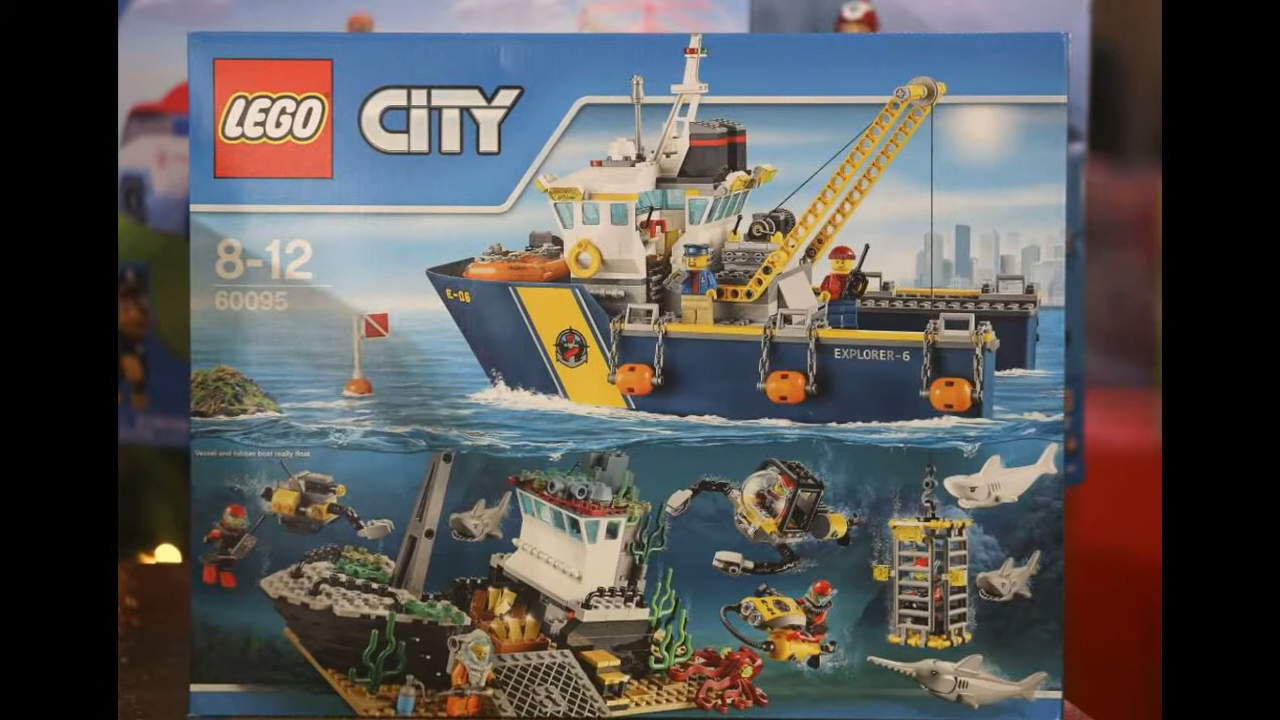 LEGO
CITY
8-12
60095
E-06
EXPLORER-6
Vessel and rubber boat really float